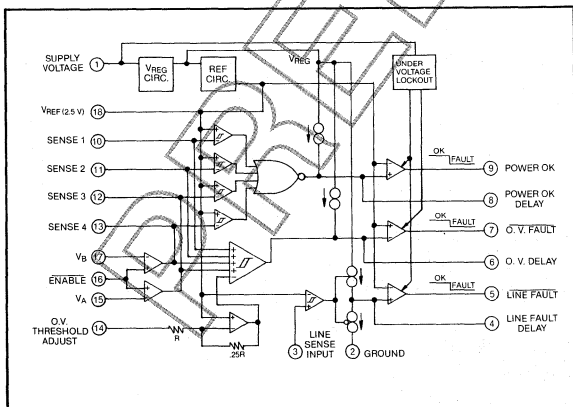 SUPPLY VOLTAGE 1
VREG CIRC.
REF CIRC.
VREG
UNDER VOLTAGE LOCKOUT
VREF (2.5 V) 18
SENSE 1 10
SENSE 2 11
SENSE 3 12
SENSE 4 13
VB 17
ENABLE 16
VA 15
O.V. THRESHOLD ADJUST 14
R
.25R
3 LINE SENSE INPUT
2 GROUND
OK FAULT
9 POWER OK
8 POWER OK DELAY
OK FAULT
7 O.V. FAULT
6 O.V. DELAY
OK FAULT
5 LINE FAULT
4 LINE FAULT DELAY